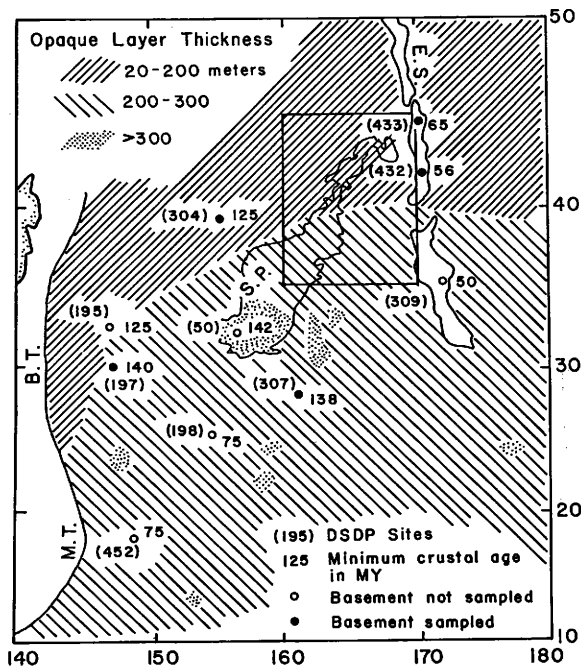 Opaque Layer Thickness
20-200 meters
200-300
>300
E.S.
50
(433) 65
(432) 56
(304) 125
40
S.P.
50
(309)
(195)
125
(50) 142
B.T.
140
(197)
30
(307)
138
(198) 75
20
M.T.
75
(452)
(195) DSDP Sites
125 Minimum crustal age
in MY
Basement not sampled
Basement sampled
10
140 150 160 170 180